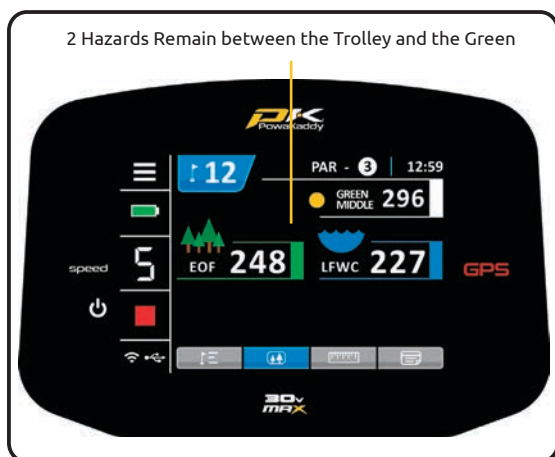 2 Hazards Remain between the Trolley and the Green
PK
PowaKaddy
12
PAR - 3 12:59
GREEN
MIDDLE 296
EOF 248
LFWC 227
speed
5
GPS
30v
MAX